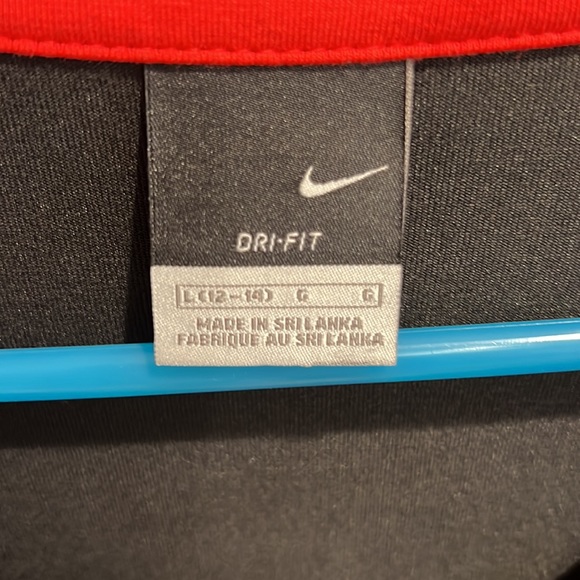 DRI-FIT
L (12-14) G G
MADE IN SRI LANKA
FABRIQUE AU SRI LANKA